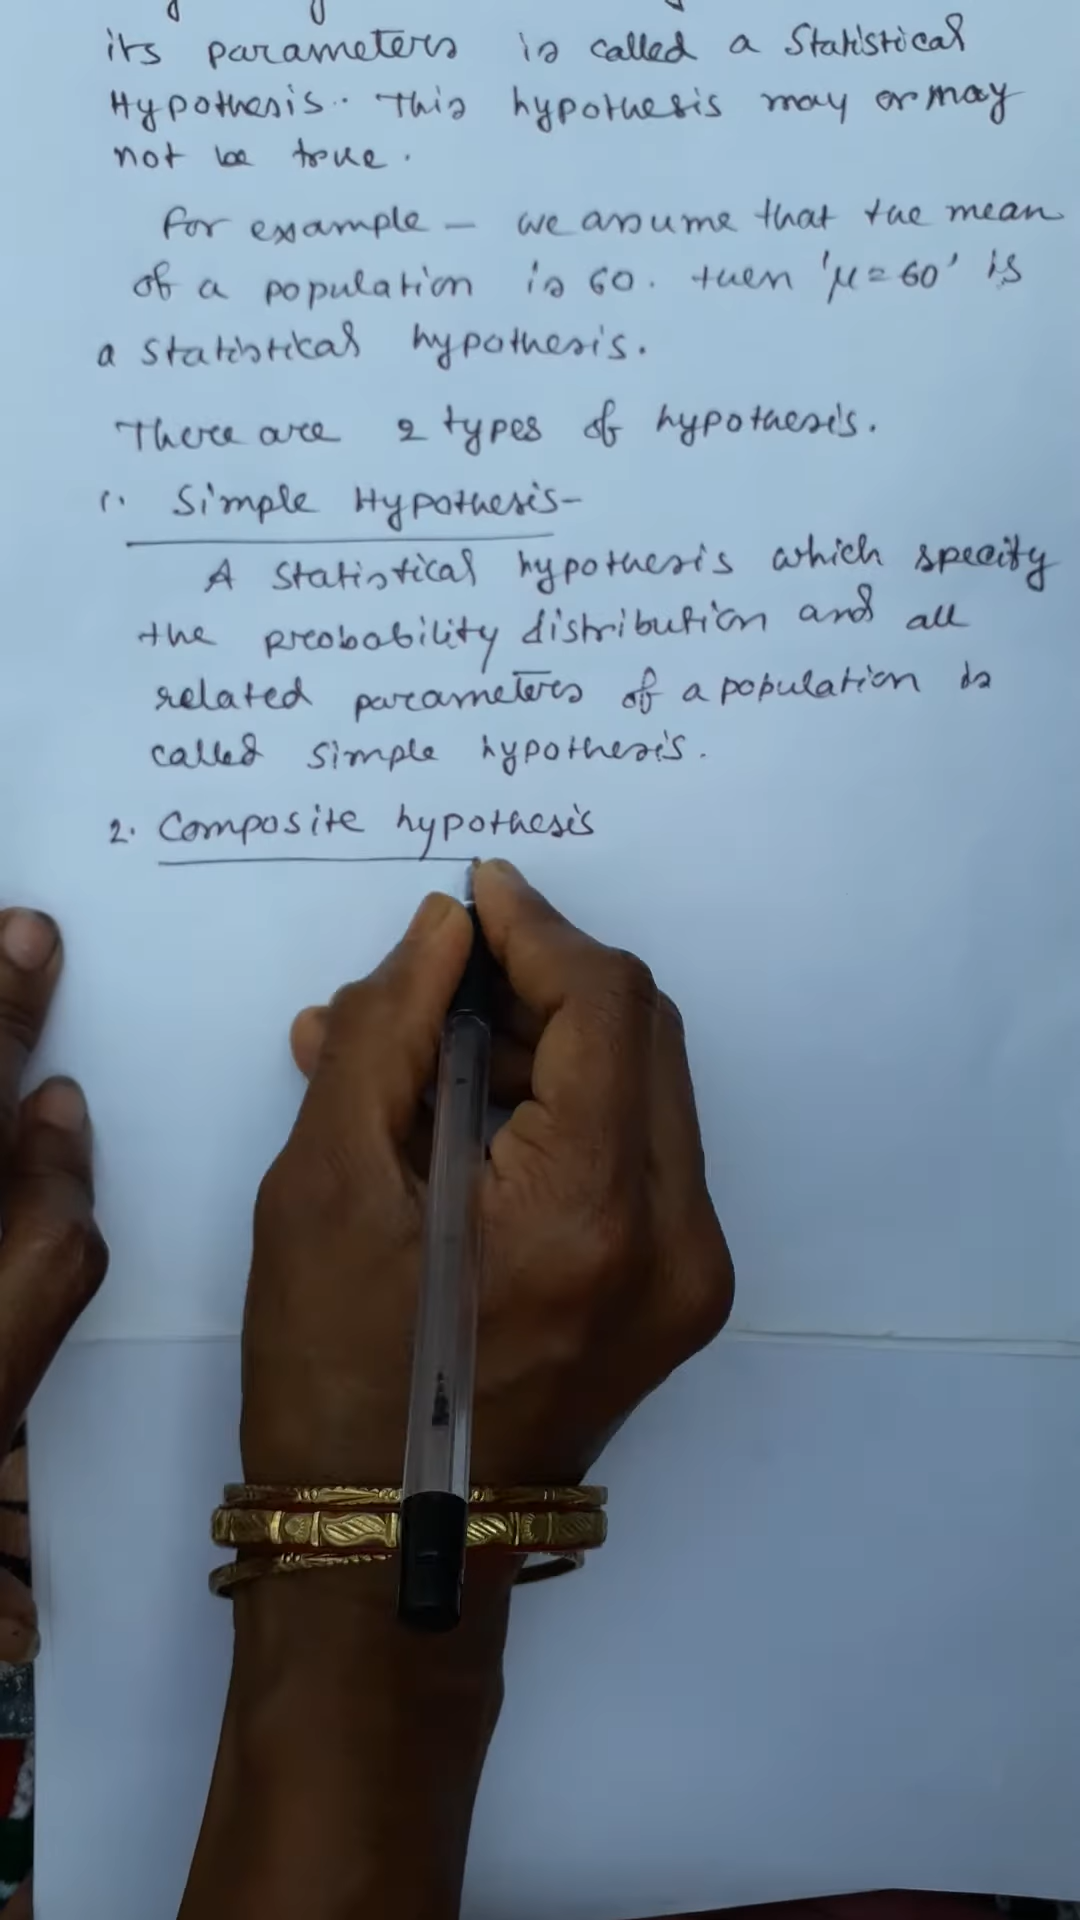 its parameters is called a Statistical
Hypothesis. This hypothesis may or may
not be true.
For example - we assume that the mean
of a population is 60. then 'μ = 60' is
a statistical hypothesis.
There are 2 types of hypothesis.
1. Simple Hypothesis-
A statistical hypothesis which specify
the probability distribution and all
related parameters of a population is
called simple hypothesis.
2. Composite hypothesis